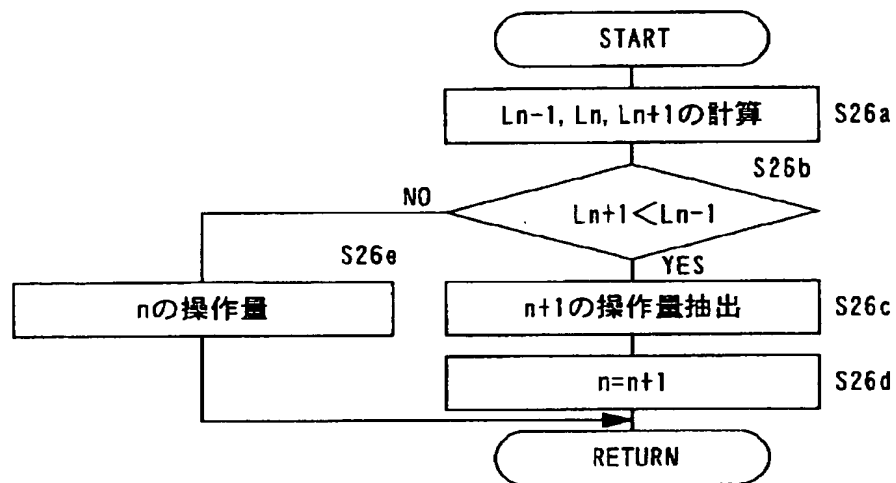 START
Ln-1, Ln, Ln+1の計算
S26a
S26b
NO
Ln+1<Ln-1
S26e
YES
nの操作量
n+1の操作量抽出
S26c
n=n+1
S26d
RETURN